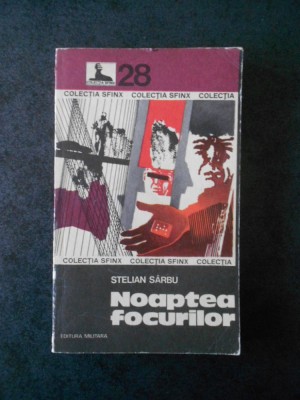 28
COLECȚIA SFINX COLECȚIA SFINX COLECȚIA
COLECȚIA SFINX COLECȚIA SFINX COLECȚIA
STELIAN SÂRBU
Noaptea
focurilor
EDITURA MILITARĂ